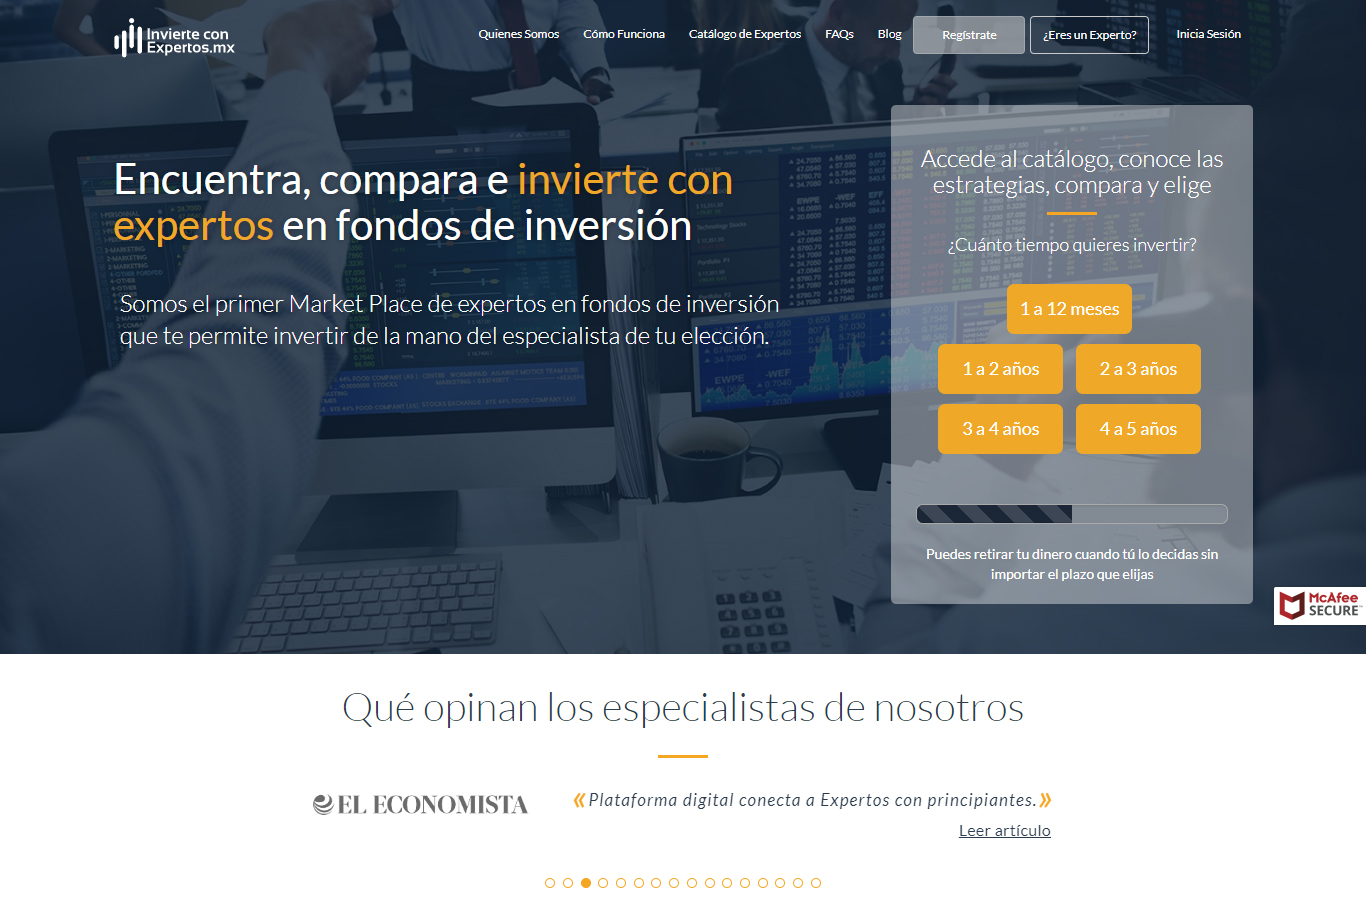 Invierte con
Expertos.mx
Quienes Somos
Cómo Funciona
Catálogo de Expertos
FAQs
Blog
Regístrate
¿Eres un Experto?
Inicia Sesión
Encuentra, compara e invierte con
expertos en fondos de inversión
Somos el primer Market Place de expertos en fondos de inversión
que te permite invertir de la mano del especialista de tu elección.
Accede al catálogo, conoce las
estrategias, compara y elige
¿Cuánto tiempo quieres invertir?
1 a 12 meses
1 a 2 años
2 a 3 años
3 a 4 años
4 a 5 años
Puedes retirar tu dinero cuando tú lo decidas sin
importar el plazo que elijas
McAfee
SECURE™
Qué opinan los especialistas de nosotros
EL ECONOMISTA
«Plataforma digital conecta a Expertos con principiantes.»
Leer artículo